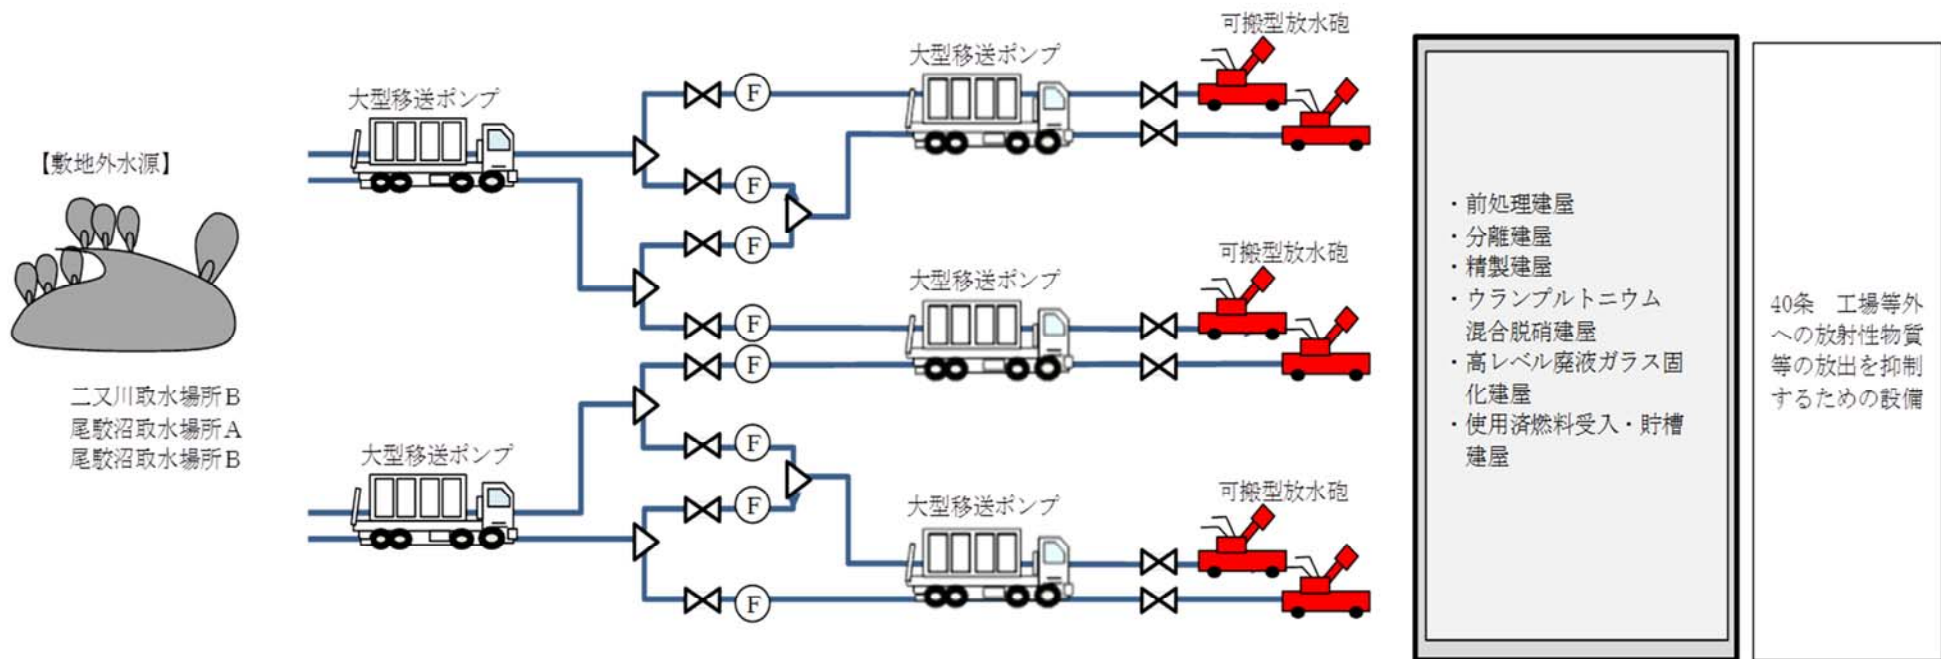 【敷地外水源】
二又川取水場所B
尾駮沼取水場所A
尾駮沼取水場所B
大型移送ポンプ
大型移送ポンプ
F
F
F
F
F
F
F
F
大型移送ポンプ
大型移送ポンプ
大型移送ポンプ
可搬型放水砲
可搬型放水砲
可搬型放水砲
・前処理建屋
・分離建屋
・精製建屋
・ウランプルトニウム
混合脱硝建屋
・高レベル廃液ガラス固
化建屋
・使用済燃料受入・貯槽
建屋
40条 工場等外
への放射性物質
等の放出を抑制
するための設備